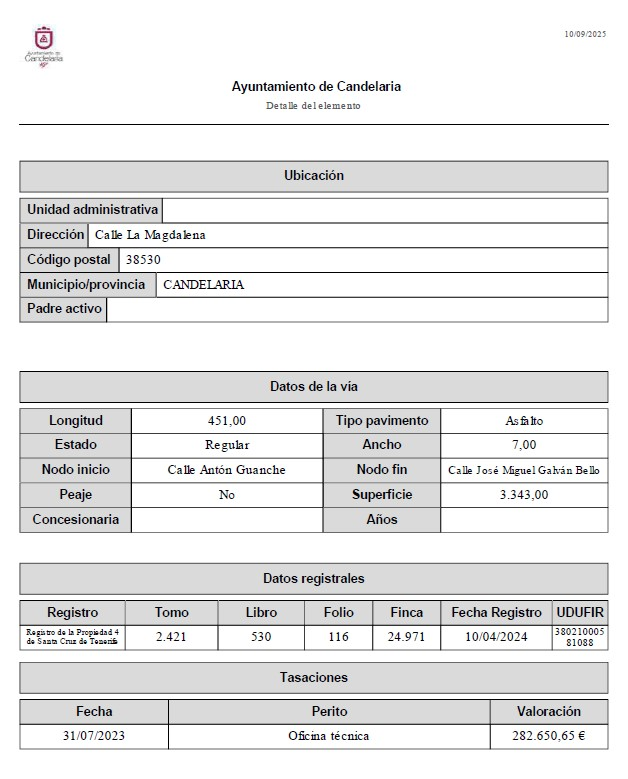 10/09/2025
Ayuntamiento de
Candelaria
Ayuntamiento de Candelaria
Detalle del elemento
Ubicación
Unidad administrativa
Dirección Calle La Magdalena
Código postal 38530
Municipio/provincia CANDELARIA
Padre activo
Datos de la vía
Longitud 451,00 Tipo pavimento Asfalto
Estado Regular Ancho 7,00
Nodo inicio Calle Antón Guanche Nodo fin Calle José Miguel Galván Bello
Peaje No Superficie 3.343,00
Concesionaria Años
Datos registrales
Registro Tomo Libro Folio Finca Fecha Registro UDUFIR
Registro de la Propiedad 4
de Santa Cruz de Tenerife
2.421 530 116 24.971 10/04/2024
380210005
81088
Tasaciones
Fecha Perito Valoración
31/07/2023 Oficina técnica 282.650,65 €